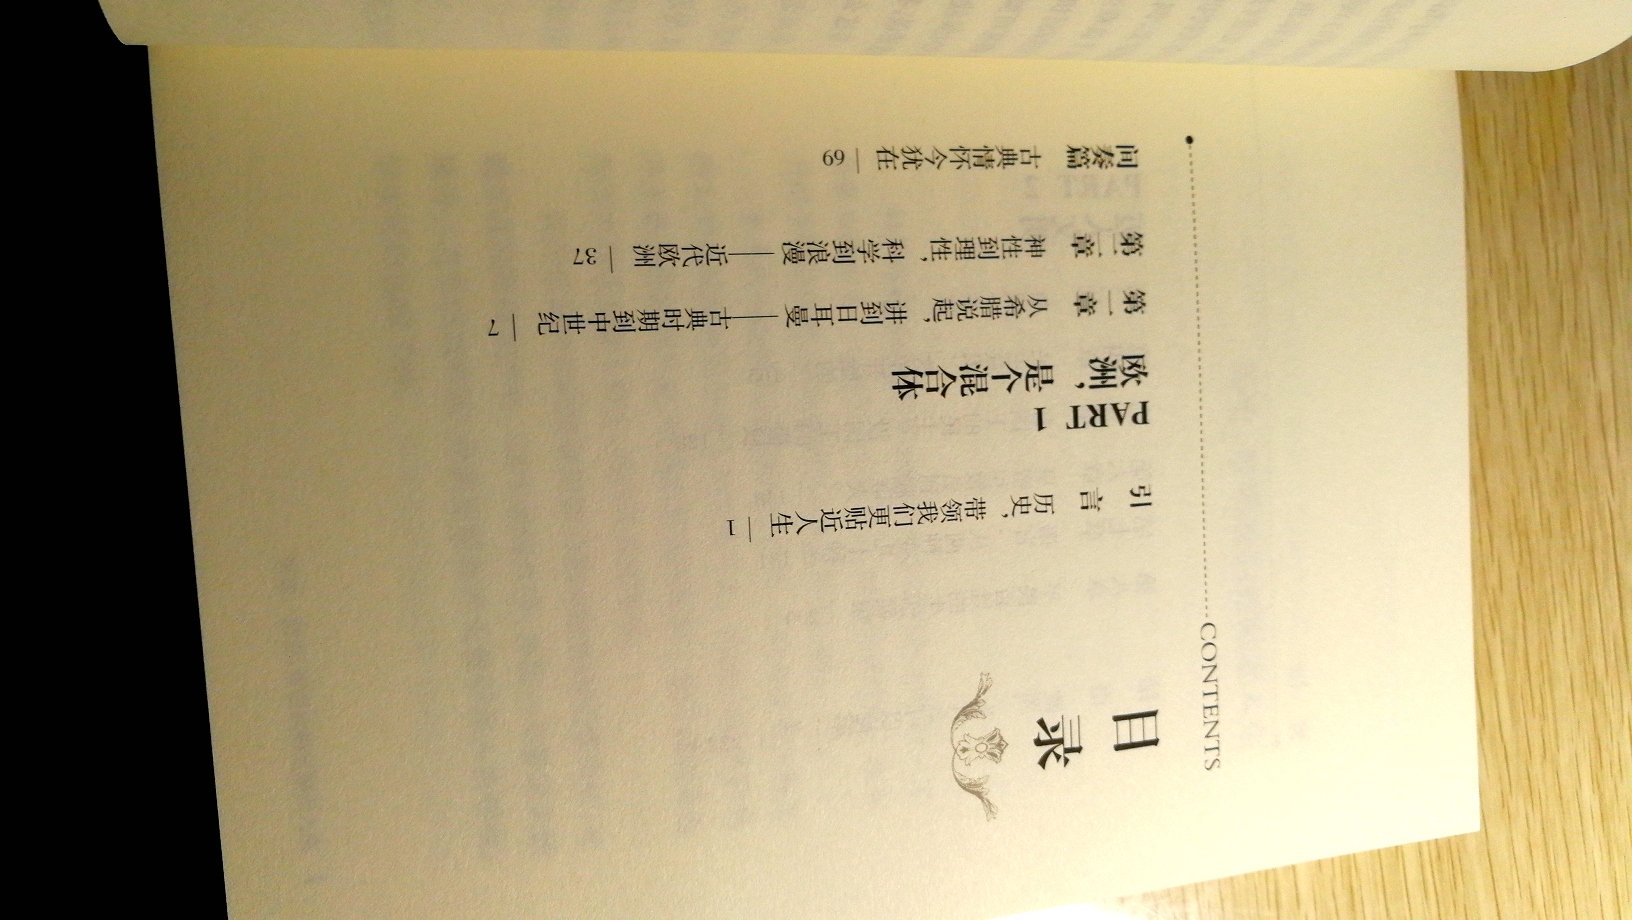 CONTENTS
目录
引 言 历史，带领我们更贴近人生 | 1
PART 1
欧洲，是个混合体
第一章 从希腊说起，讲到日耳曼——古典时期到中世纪 | 7
第二章 神性到理性，科学到浪漫——近代欧洲 | 37
间奏篇 古典情怀今犹在 | 69